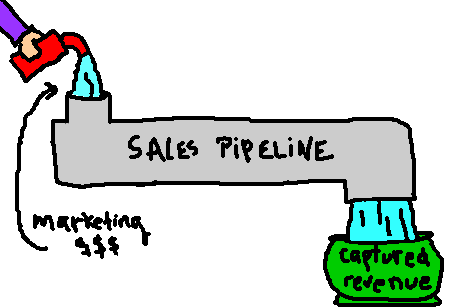 SALES PIPELINE
marketing
$$$
captured
revenue